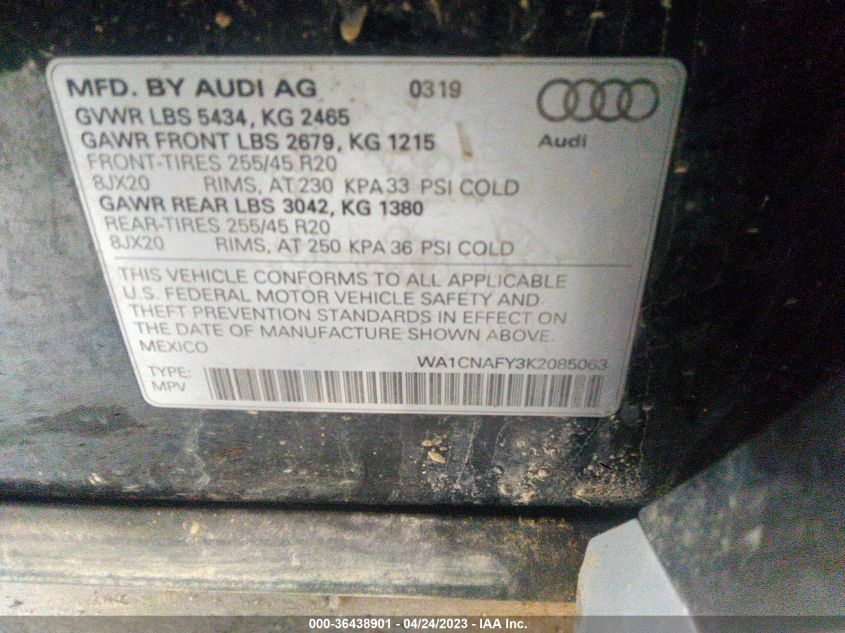 MFD. BY AUDI AG 0319
GVWR LBS 5434, KG 2465
GAWR FRONT LBS 2679, KG 1215
Audi
FRONT-TIRES 255/45 R20
8JX20 RIMS, AT 230 KPA 33 PSI COLD
GAWR REAR LBS 3042, KG 1380
REAR-TIRES 255/45 R20
8JX20 RIMS, AT 250 KPA 36 PSI COLD
THIS VEHICLE CONFORMS TO ALL APPLICABLE
U.S. FEDERAL MOTOR VEHICLE SAFETY AND
THEFT PREVENTION STANDARDS IN EFFECT ON
THE DATE OF MANUFACTURE SHOWN ABOVE.
MEXICO
WA1CNAFY3K2085063
TYPE:
MPV
000-36438901 - 04/24/2023 - IAA Inc.